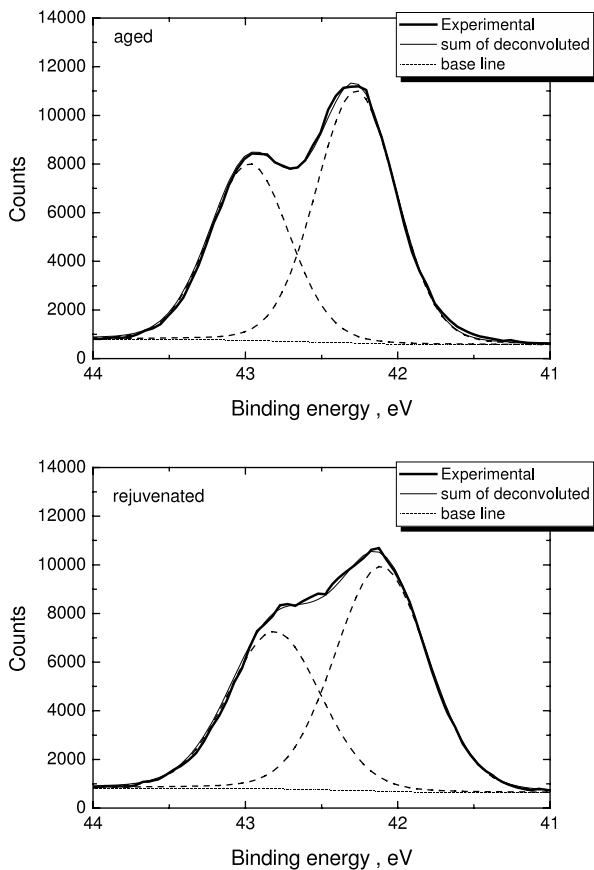 14000
aged
Experimental
sum of deconvoluted
base line
12000
10000
8000
6000
4000
2000
0
Counts
44 43 42 41
Binding energy , eV
14000
rejuvenated
Experimental
sum of deconvoluted
base line
12000
10000
8000
6000
4000
2000
0
Counts
44 43 42 41
Binding energy , eV